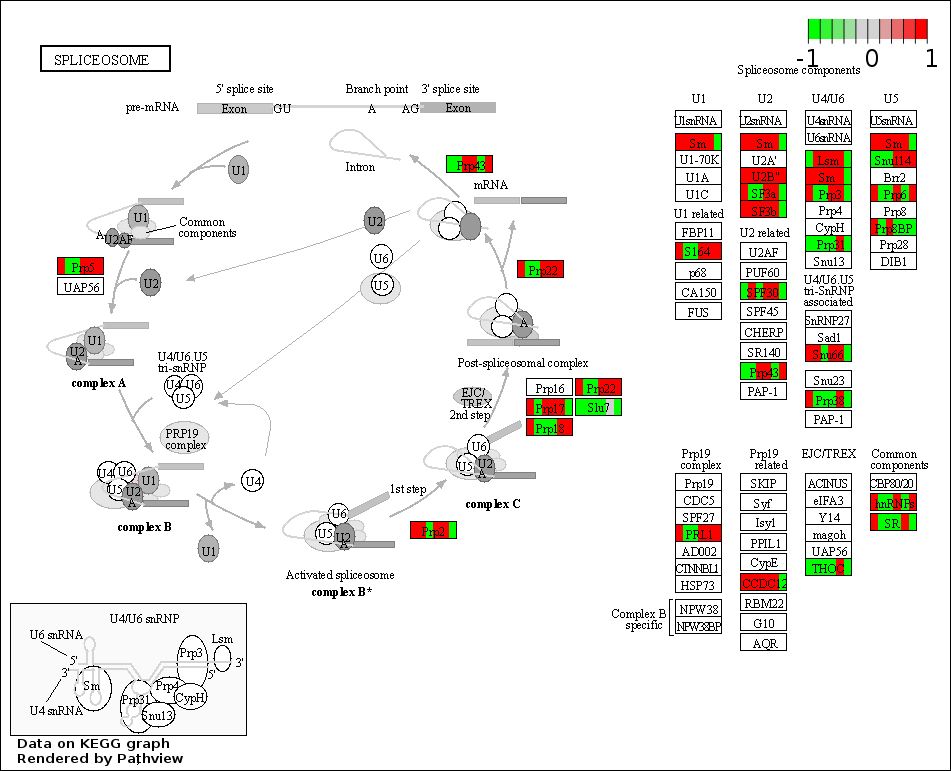 SPLICEOSOME
-1 0 1
Spliceosome components
5' splice site
Branch point
3' splice site
pre-mRNA
Exon
GU
A
AG
Exon
Intron
Prp43
mRNA
U1
U1
A
U2AF
Common
components
Prp5
UAP56
U2
U2
U6
U5
Prp22
A
Post-spliceosomal complex
U1
U2
A
complex A
U4/U6.U5
tri-snRNP
U4
U6
U5
PRP19
complex
EJC/
TREX
2nd step
Prp16
Prp22
Prp17
Slu7
Prp18
U4
U6
U5
U2
U1
A
complex B
U4
U1
U6
U5
U2
A
1st step
Activated spliceosome
complex B*
Prp2
U6
U5
U2
A
complex C
U1
U1snRNA
Sm
U1-70K
U1A
U1C
U1 related
FBP11
S164
p68
CA150
FUS
U2
U2snRNA
Sm
U2A'
U2B"
SF3a
SF3b
U2 related
U2AF
PUF60
SPF30
SPF45
CHERP
SR140
Prp43
PAP-1
U4/U6
U4snRNA
U6snRNA
Lsm
Sm
Prp3
Prp4
CypH
Prp31
Snu13
U4/U6.U5
tri-SnRNP
associated
SnRNP27
Sad1
Snu66
Snu23
Prp38
PAP-1
U5
U5snRNA
Sm
Snu114
Brr2
Prp6
Prp8
Prp8BP
Prp28
DIB1
Prp19
complex
Prp19
CDC5
SPF27
PRL1
AD002
CTNNBL1
HSP73
Complex B
specific
NPW38
NPW38BP
Prp19
related
SKIP
Syf
Isy1
PPIL1
CypE
CCDC12
RBM22
G10
AQR
EJC/TREX
ACINUS
eIFA3
Y14
magoh
UAP56
THOC
Common
components
CBP80/20
hnRNPs
SR
U4/U6 snRNP
U6 snRNA
5'
3'
Sm
U4 snRNA
Prp3
Lsm
3'
5'
Prp4
Prp31
CypH
Snu13
Data on KEGG graph
Rendered by Pathview